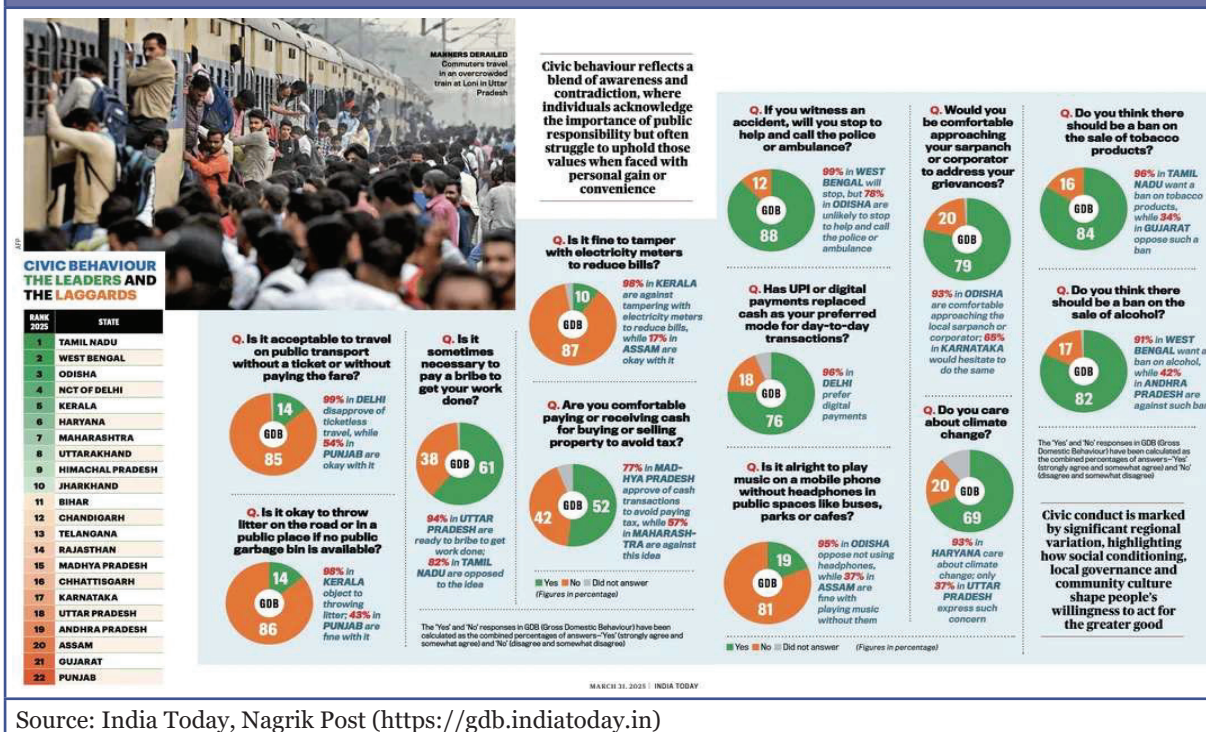 MANNERS DERAILED
Commuters travel
in an overcrowded
train at Loni in Uttar
Pradesh
AFP
Civic behaviour reflects a
blend of awareness and
contradiction, where
individuals acknowledge
the importance of public
responsibility but often
struggle to uphold those
values when faced with
personal gain or
convenience
CIVIC BEHAVIOUR
THE LEADERS AND
THE LAGGARDS
RANK 2025 STATE
1 TAMIL NADU
2 WEST BENGAL
3 ODISHA
4 NCT OF DELHI
5 KERALA
6 HARYANA
7 MAHARASHTRA
8 UTTARAKHAND
9 HIMACHAL PRADESH
10 JHARKHAND
11 BIHAR
12 CHANDIGARH
13 TELANGANA
14 RAJASTHAN
15 MADHYA PRADESH
16 CHHATTISGARH
17 KARNATAKA
18 UTTAR PRADESH
19 ANDHRA PRADESH
20 ASSAM
21 GUJARAT
22 PUNJAB
Q. Is it acceptable to travel
on public transport
without a ticket or without
paying the fare?
14
GDB
85
99% in DELHI
disapprove of
ticketless
travel, while
54% in
PUNJAB are
okay with it
Q. Is it okay to throw
litter on the road or in a
public place if no public
garbage bin is available?
14
GDB
86
98% in
KERALA
object to
throwing
litter; 43% in
PUNJAB are
fine with it
Q. Is it
sometimes
necessary to
pay a bribe to
get your work
done?
38 GDB 61
94% in UTTAR
PRADESH are
ready to bribe to get
work done;
82% in TAMIL
NADU are opposed
to the idea
Q. Is it fine to tamper
with electricity meters
to reduce bills?
10
GDB
87
98% in KERALA
are against
tampering with
electricity meters
to reduce bills,
while 17% in
ASSAM are
okay with it
Q. Are you comfortable
paying or receiving cash
for buying or selling
property to avoid tax?
42 GDB 52
77% in MAD-
HYA PRADESH
approve of cash
transactions
to avoid paying
tax, while 57%
in MAHARASH-
TRA are against
this idea
Yes No Did not answer
(Figures in percentage)
The 'Yes' and 'No' responses in GDB (Gross Domestic Behaviour) have been
calculated as the combined percentages of answers—'Yes' (strongly agree and
somewhat agree) and 'No' (disagree and somewhat disagree)
Q. If you witness an
accident, will you stop to
help and call the police
or ambulance?
12
GDB
88
99% in WEST
BENGAL will
stop, but 78%
in ODISHA are
unlikely to stop
to help and call
the police or
ambulance
Q. Has UPI or digital
payments replaced
cash as your preferred
mode for day-to-day
transactions?
18
GDB
76
96% in
DELHI
prefer
digital
payments
Q. Is it alright to play
music on a mobile phone
without headphones in
public spaces like buses,
parks or cafes?
19
GDB
81
95% in ODISHA
oppose not using
headphones,
while 37% in
ASSAM are
fine with
playing music
without them
Yes No Did not answer (Figures in percentage)
Q. Would you
be comfortable
approaching
your sarpanch
or corporator
to address your
grievances?
20
GDB
79
93% in ODISHA
are comfortable
approaching the
local sarpanch or
corporator; 65%
in KARNATAKA
would hesitate to
do the same
Q. Do you care
about climate
change?
20
GDB
69
93% in
HARYANA care
about climate
change; only
37% in UTTAR
PRADESH
express such
concern
Q. Do you think there
should be a ban on
the sale of tobacco
products?
16
GDB
84
96% in TAMIL
NADU want a
ban on tobacco
products,
while 34%
in GUJARAT
oppose such a
ban
Q. Do you think there
should be a ban on the
sale of alcohol?
17
GDB
82
91% in WEST
BENGAL want a
ban on alcohol,
while 42%
in ANDHRA
PRADESH are
against such ban
The 'Yes' and 'No' responses in GDB (Gross
Domestic Behaviour) have been calculated as
the combined percentages of answers—'Yes'
(strongly agree and somewhat agree) and 'No'
(disagree and somewhat disagree)
Civic conduct is marked
by significant regional
variation, highlighting
how social conditioning,
local governance and
community culture
shape people's
willingness to act for
the greater good
MARCH 31, 2025 | INDIA TODAY
Source: India Today, Nagrik Post (https://gdb.indiatoday.in)